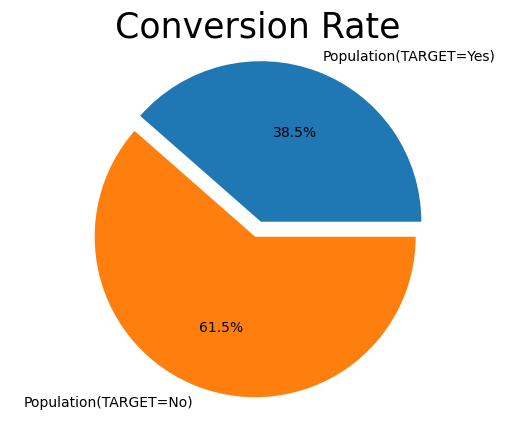 Conversion Rate
Population(TARGET=Yes)
38.5%
61.5%
Population(TARGET=No)